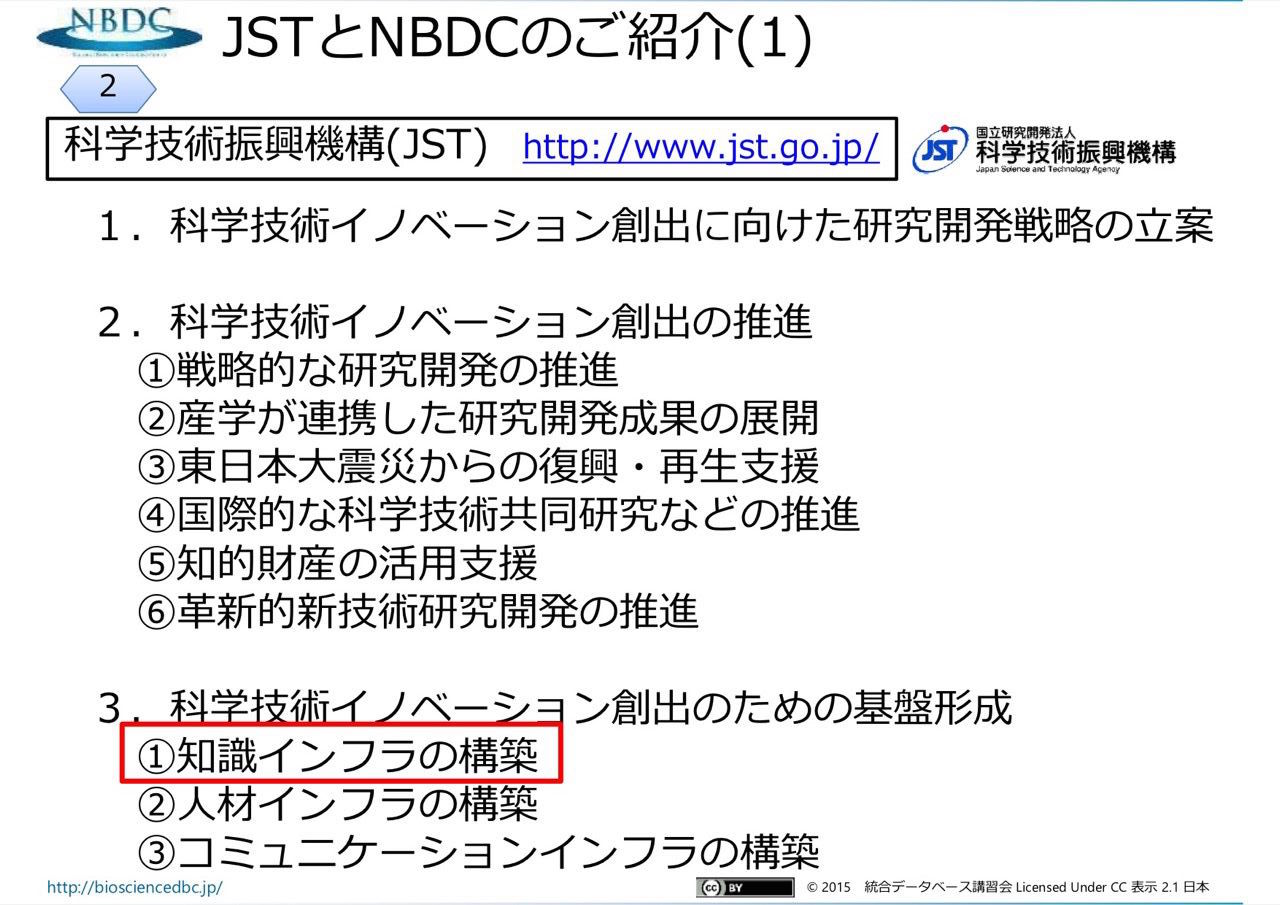 NBDC
JSTとNBDCのご紹介(1)
2
科学技術振興機構(JST) http://www.jst.go.jp/
JST
国立研究開発法人
科学技術振興機構
Japan Science and Technology Agency
１．科学技術イノベーション創出に向けた研究開発戦略の立案
２．科学技術イノベーション創出の推進
①戦略的な研究開発の推進
②産学が連携した研究開発成果の展開
③東日本大震災からの復興・再生支援
④国際的な科学技術共同研究などの推進
⑤知的財産の活用支援
⑥革新的新技術研究開発の推進
３．科学技術イノベーション創出のための基盤形成
①知識インフラの構築
②人材インフラの構築
③コミュニケーションインフラの構築
http://biosciencedbc.jp/
cc BY
© 2015 統合データベース講習会 Licensed Under CC 表示 2.1 日本